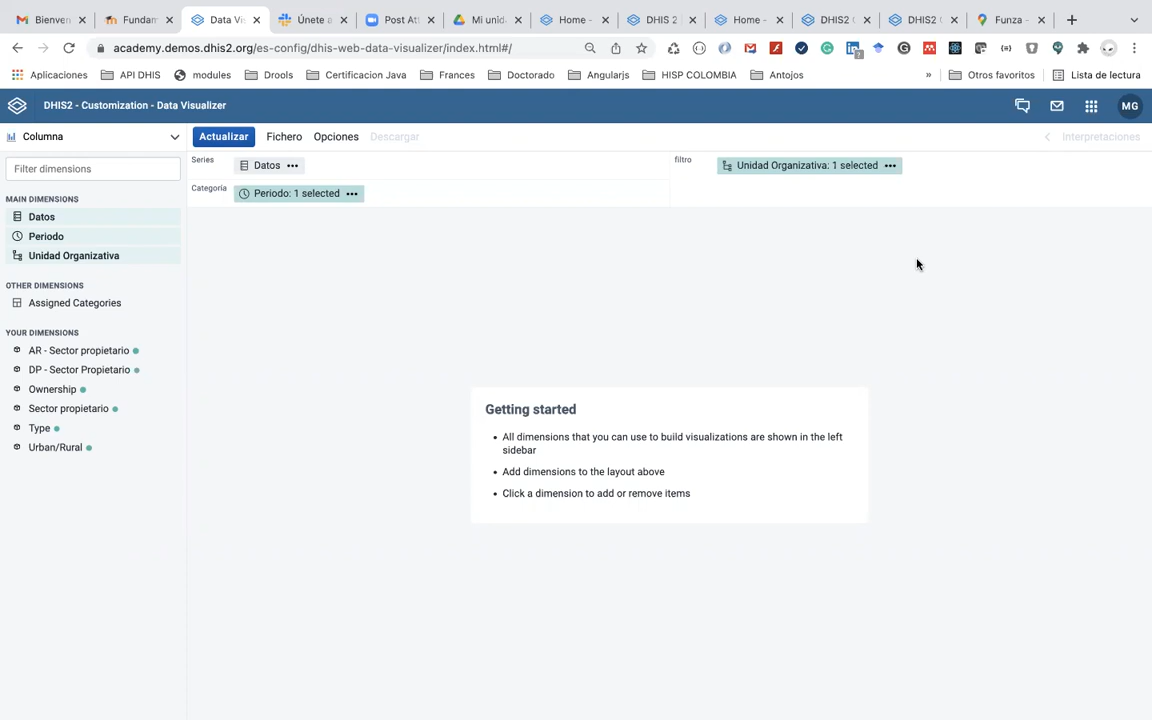 Bienven
Fundam
Data Vis
Únete a
Post Att
Mi unid
Home -
DHIS 2
Home -
DHIS2
DHIS2
Funza -
academy.demos.dhis2.org/es-config/dhis-web-data-visualizer/index.html#/
Aplicaciones
API DHIS
modules
Drools
Certificacion Java
Frances
Doctorado
Angularjs
HISP COLOMBIA
Antojos
»
Otros favoritos
Lista de lectura
DHIS2 - Customization - Data Visualizer
MG
Columna
Actualizar
Fichero
Opciones
Descargar
Interpretaciones
Filter dimensions
Series
Datos
filtro
Unidad Organizativa: 1 selected
Categoría
Periodo: 1 selected
MAIN DIMENSIONS
Datos
Periodo
Unidad Organizativa
OTHER DIMENSIONS
Assigned Categories
YOUR DIMENSIONS
AR - Sector propietario
DP - Sector Propietario
Ownership
Sector propietario
Type
Urban/Rural
Getting started
• All dimensions that you can use to build visualizations are shown in the left
sidebar
• Add dimensions to the layout above
• Click a dimension to add or remove items